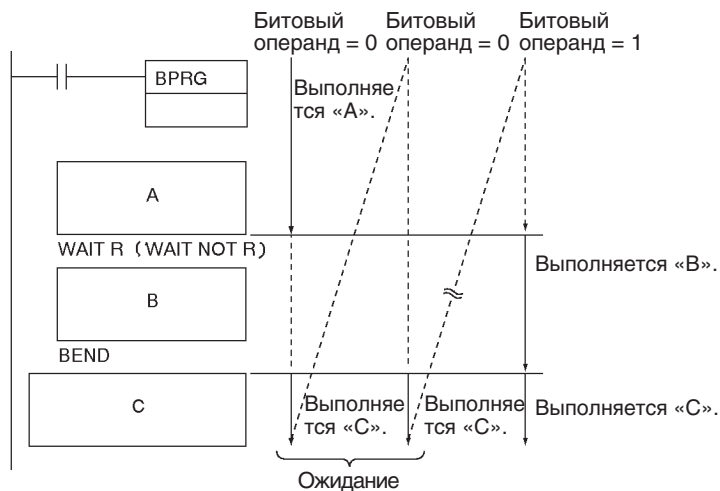 Битовый
операнд = 0
Битовый
операнд = 0
Битовый
операнд = 1
BPRG
Выполняе
тся «А».
A
WAIT R (WAIT NOT R)
Выполняется «В».
B
BEND
C
Выполняе
тся «С».
Выполняе
тся «С».
Выполняется «С».
Ожидание